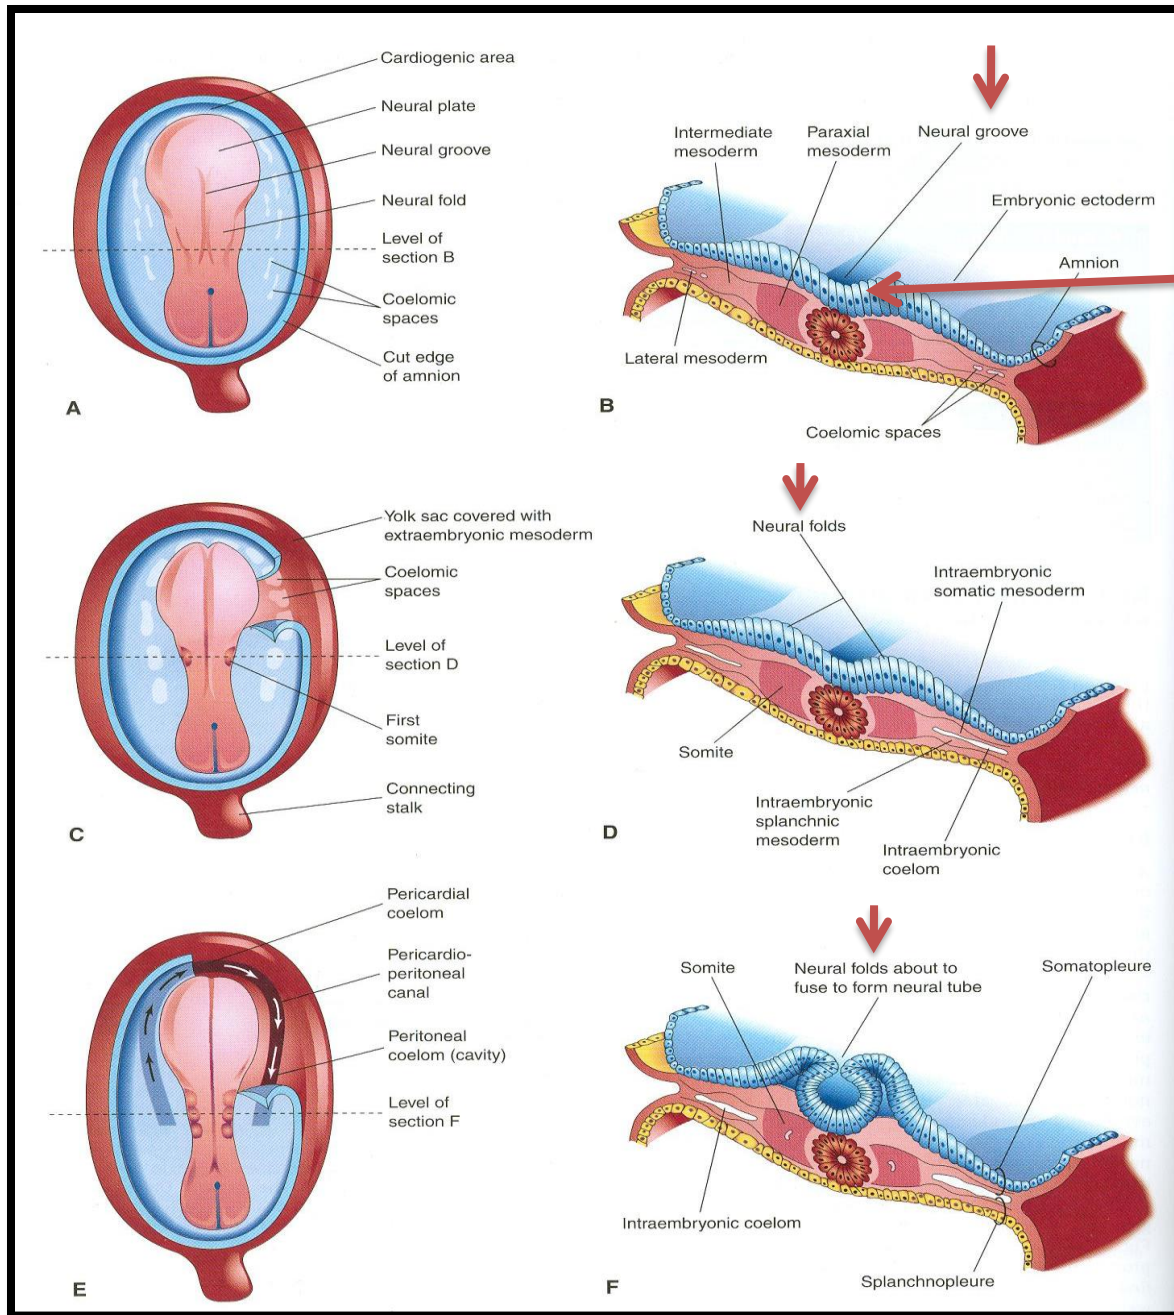 Cardiogenic area
Neural plate
Neural groove
Neural fold
Level of
section B
Coelomic
spaces
Cut edge
of amnion
A
Intermediate
mesoderm
Paraxial
mesoderm
Neural groove
Embryonic ectoderm
Amnion
Lateral mesoderm
Coelomic spaces
B
Yolk sac covered with
extraembryonic mesoderm
Coelomic
spaces
Level of
section D
First
somite
Connecting
stalk
C
Neural folds
Intraembryonic
somatic mesoderm
Somite
Intraembryonic
splanchnic
mesoderm
Intraembryonic
coelom
D
Pericardial
coelom
Pericardio-
peritoneal
canal
Peritoneal
coelom (cavity)
Level of
section F
E
Somite
Neural folds about to
fuse to form neural tube
Somatopleure
Intraembryonic coelom
Splanchnopleure
F